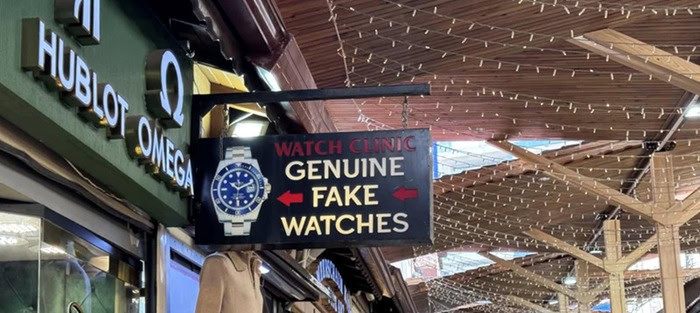 HUBLOT
Ω
OMEGA
WATCH CLINIC
GENUINE
FAKE
WATCHES